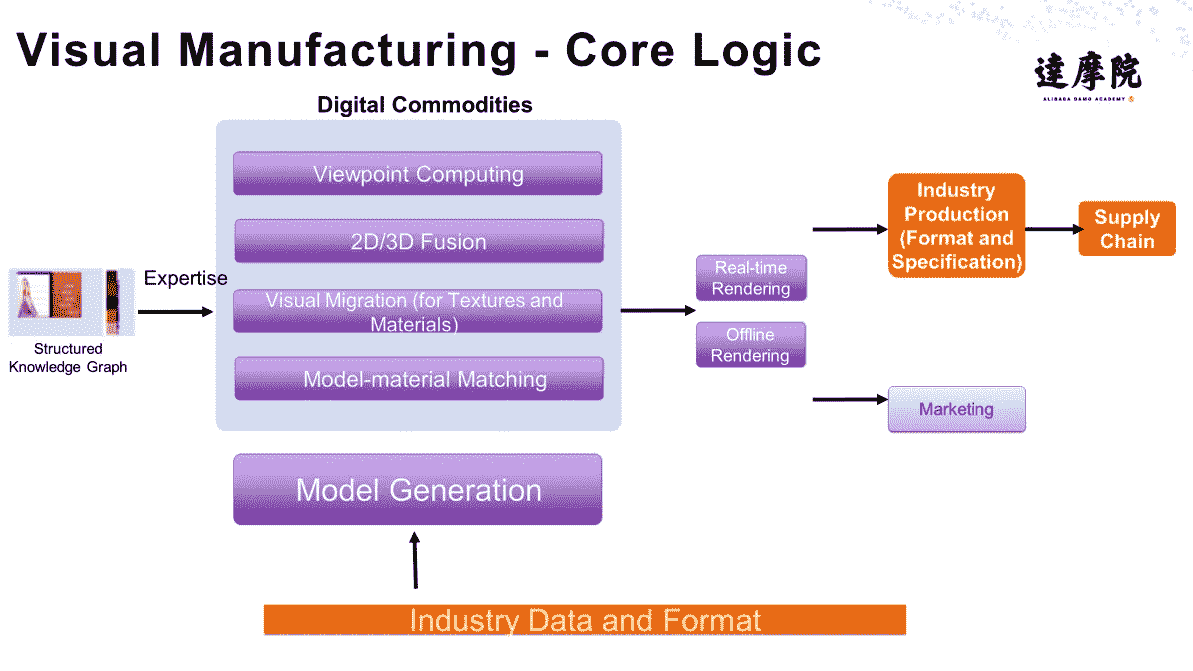 Visual Manufacturing - Core Logic
達摩院
ALIBABA DAMO ACADEMY
Digital Commodities
Viewpoint Computing
2D/3D Fusion
Visual Migration (for Textures and
Materials)
Model-material Matching
Expertise
Structured
Knowledge Graph
Model Generation
Industry Data and Format
Real-time
Rendering
Offline
Rendering
Industry
Production
(Format and
Specification)
Supply
Chain
Marketing